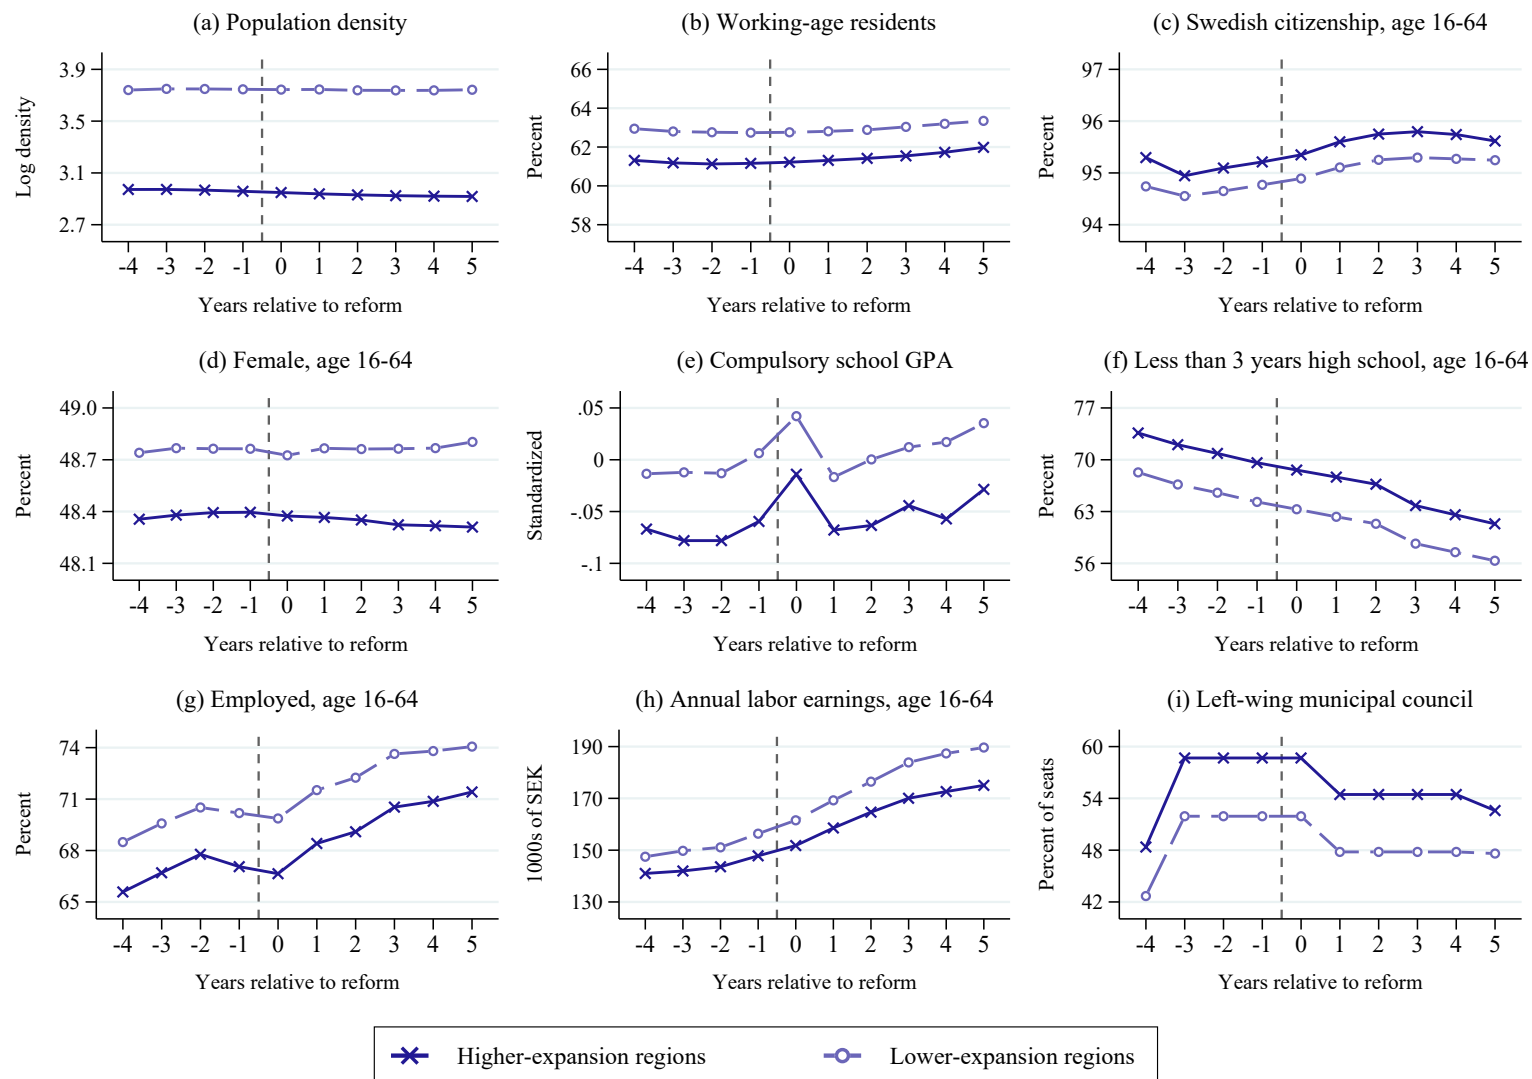 (a) Population density
Log density
3.9
3.5
3.1
2.7
-4 -3 -2 -1 0 1 2 3 4 5
Years relative to reform
(b) Working-age residents
Percent
66
64
62
60
58
-4 -3 -2 -1 0 1 2 3 4 5
Years relative to reform
(c) Swedish citizenship, age 16-64
Percent
97
96
95
94
-4 -3 -2 -1 0 1 2 3 4 5
Years relative to reform
(d) Female, age 16-64
Percent
49.0
48.7
48.4
48.1
-4 -3 -2 -1 0 1 2 3 4 5
Years relative to reform
(e) Compulsory school GPA
Standardized
.05
0
-.05
-.1
-4 -3 -2 -1 0 1 2 3 4 5
Years relative to reform
(f) Less than 3 years high school, age 16-64
Percent
77
70
63
56
-4 -3 -2 -1 0 1 2 3 4 5
Years relative to reform
(g) Employed, age 16-64
Percent
74
71
68
65
-4 -3 -2 -1 0 1 2 3 4 5
Years relative to reform
(h) Annual labor earnings, age 16-64
1000s of SEK
190
170
150
130
-4 -3 -2 -1 0 1 2 3 4 5
Years relative to reform
(i) Left-wing municipal council
Percent of seats
60
54
48
42
-4 -3 -2 -1 0 1 2 3 4 5
Years relative to reform
Higher-expansion regions
Lower-expansion regions